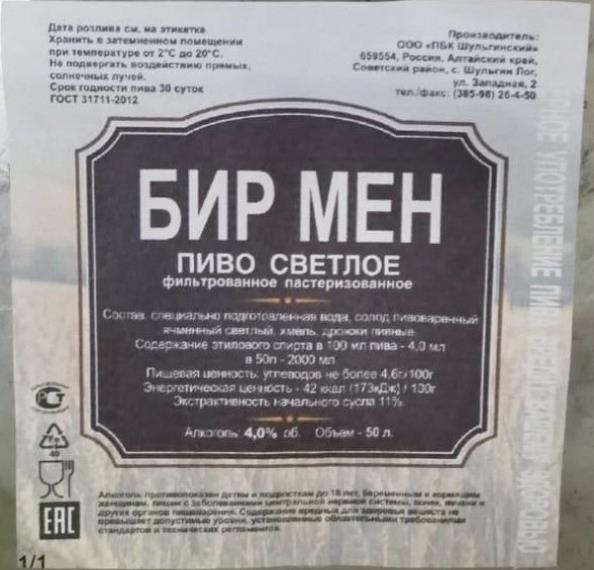 Дата розлива см. на этикетке
Хранить в затемненном помещении
при температуре от 2°С до 20°С.
Не подвергать воздействию прямых,
солнечных лучей.
Срок годности пива 30 суток
ГОСТ 31711-2012
Производитель:
ООО «ПБК Шульгинский»
659554, Россия, Алтайский край,
Советский район, с. Шульгин Лог,
ул. Западная, 2
тел./факс: (385-98) 26-4-50
БИР МЕН
ПИВО СВЕТЛОЕ
фильтрованное пастеризованное
Состав: специально подготовленная вода, солод пивоваренный
ячменный светлый, хмель, дрожжи пивные
Содержание этилового спирта в 100 мл пива - 4,0 мл
в 50л - 2000 мл
Пищевая ценность: углеводов не более 4,6г/100г
Энергетическая ценность - 42 ккал (173кДж) / 100г
Экстрактивность начального сусла 11%
Алкоголь: 4,0% об. Объем - 50 л.
РСТ
40
EAC
Алкоголь противопоказан детям и подросткам до 18 лет, беременным и кормящим
женщинам, лицам с заболеваниями центральной нервной системы, почек, печени и
других органов пищеварения. Содержание вредных для здоровья веществ не
превышает допустимые уровни, установленные обязательными требованиями
стандартов и технических регламентов.
1/1
НОЕ УПОТРЕБЛЕНИЕ ПИВА